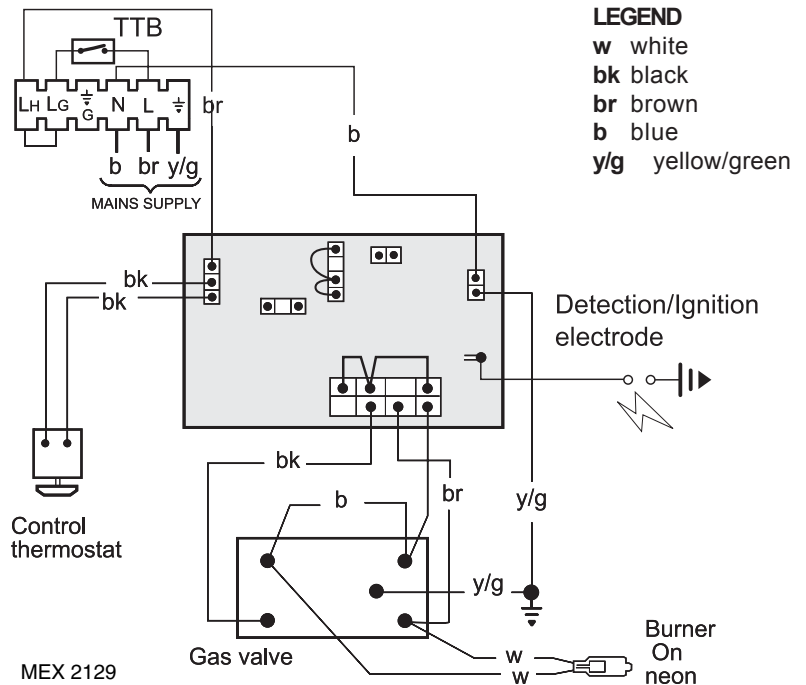 LEGEND
w white
bk black
br brown
b blue
y/g yellow/green
TTB
LH LG G N L
br
b
b br y/g
MAINS SUPPLY
bk
bk
Detection/Ignition
electrode
bk
b
br
y/g
Control
thermostat
y/g
Gas valve
w
w
Burner
On
neon
MEX 2129